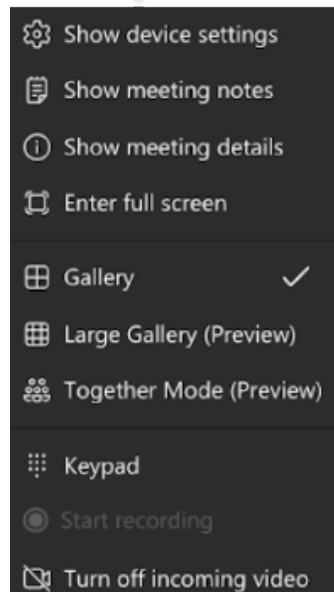 Show device settings
Show meeting notes
Show meeting details
Enter full screen
Gallery
Large Gallery (Preview)
Together Mode (Preview)
Keypad
Start recording
Turn off incoming video